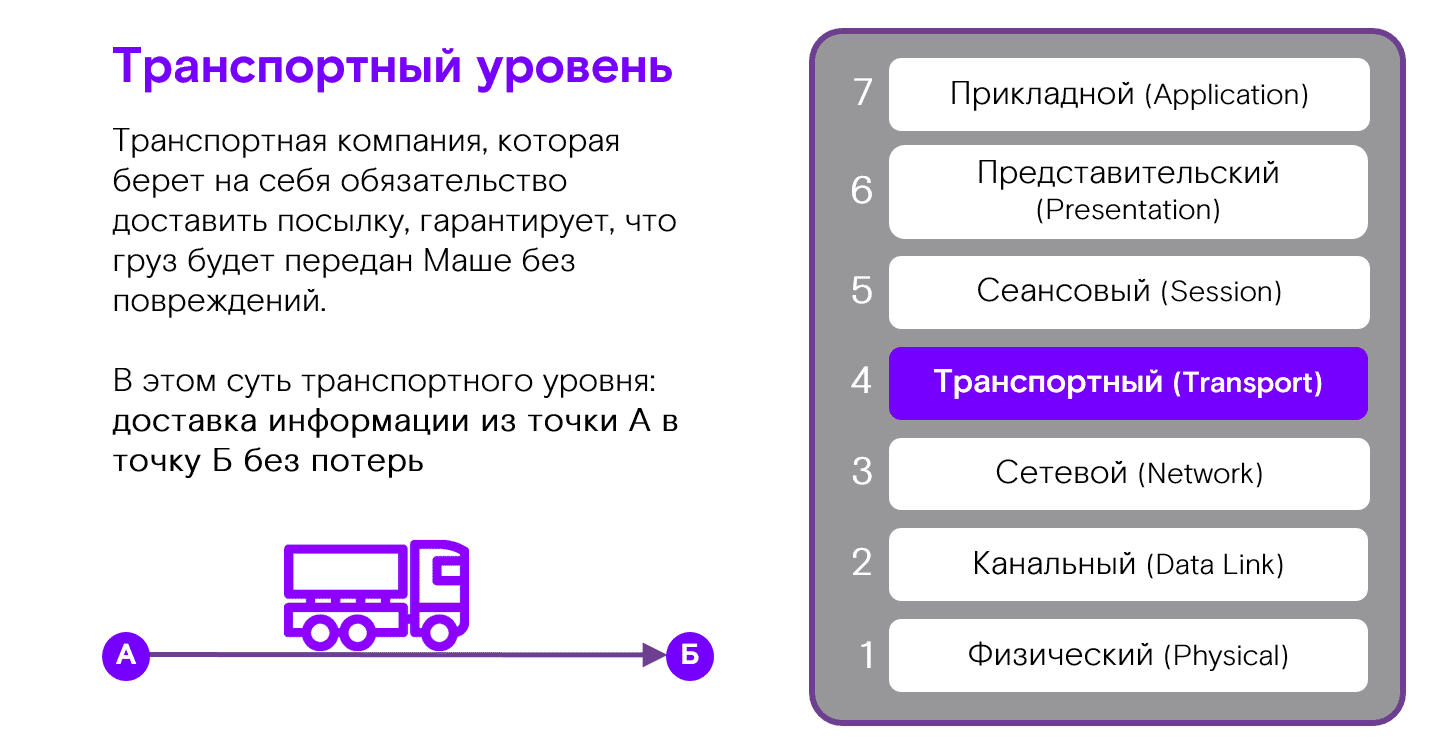 Транспортный уровень
Транспортная компания, которая
берет на себя обязательство
доставить посылку, гарантирует, что
груз будет передан Маше без
повреждений.
В этом суть транспортного уровня:
доставка информации из точки А в
точку Б без потерь
А
Б
7 Прикладной (Application)
6 Представительский
(Presentation)
5 Сеансовый (Session)
4 Транспортный (Transport)
3 Сетевой (Network)
2 Канальный (Data Link)
1 Физический (Physical)